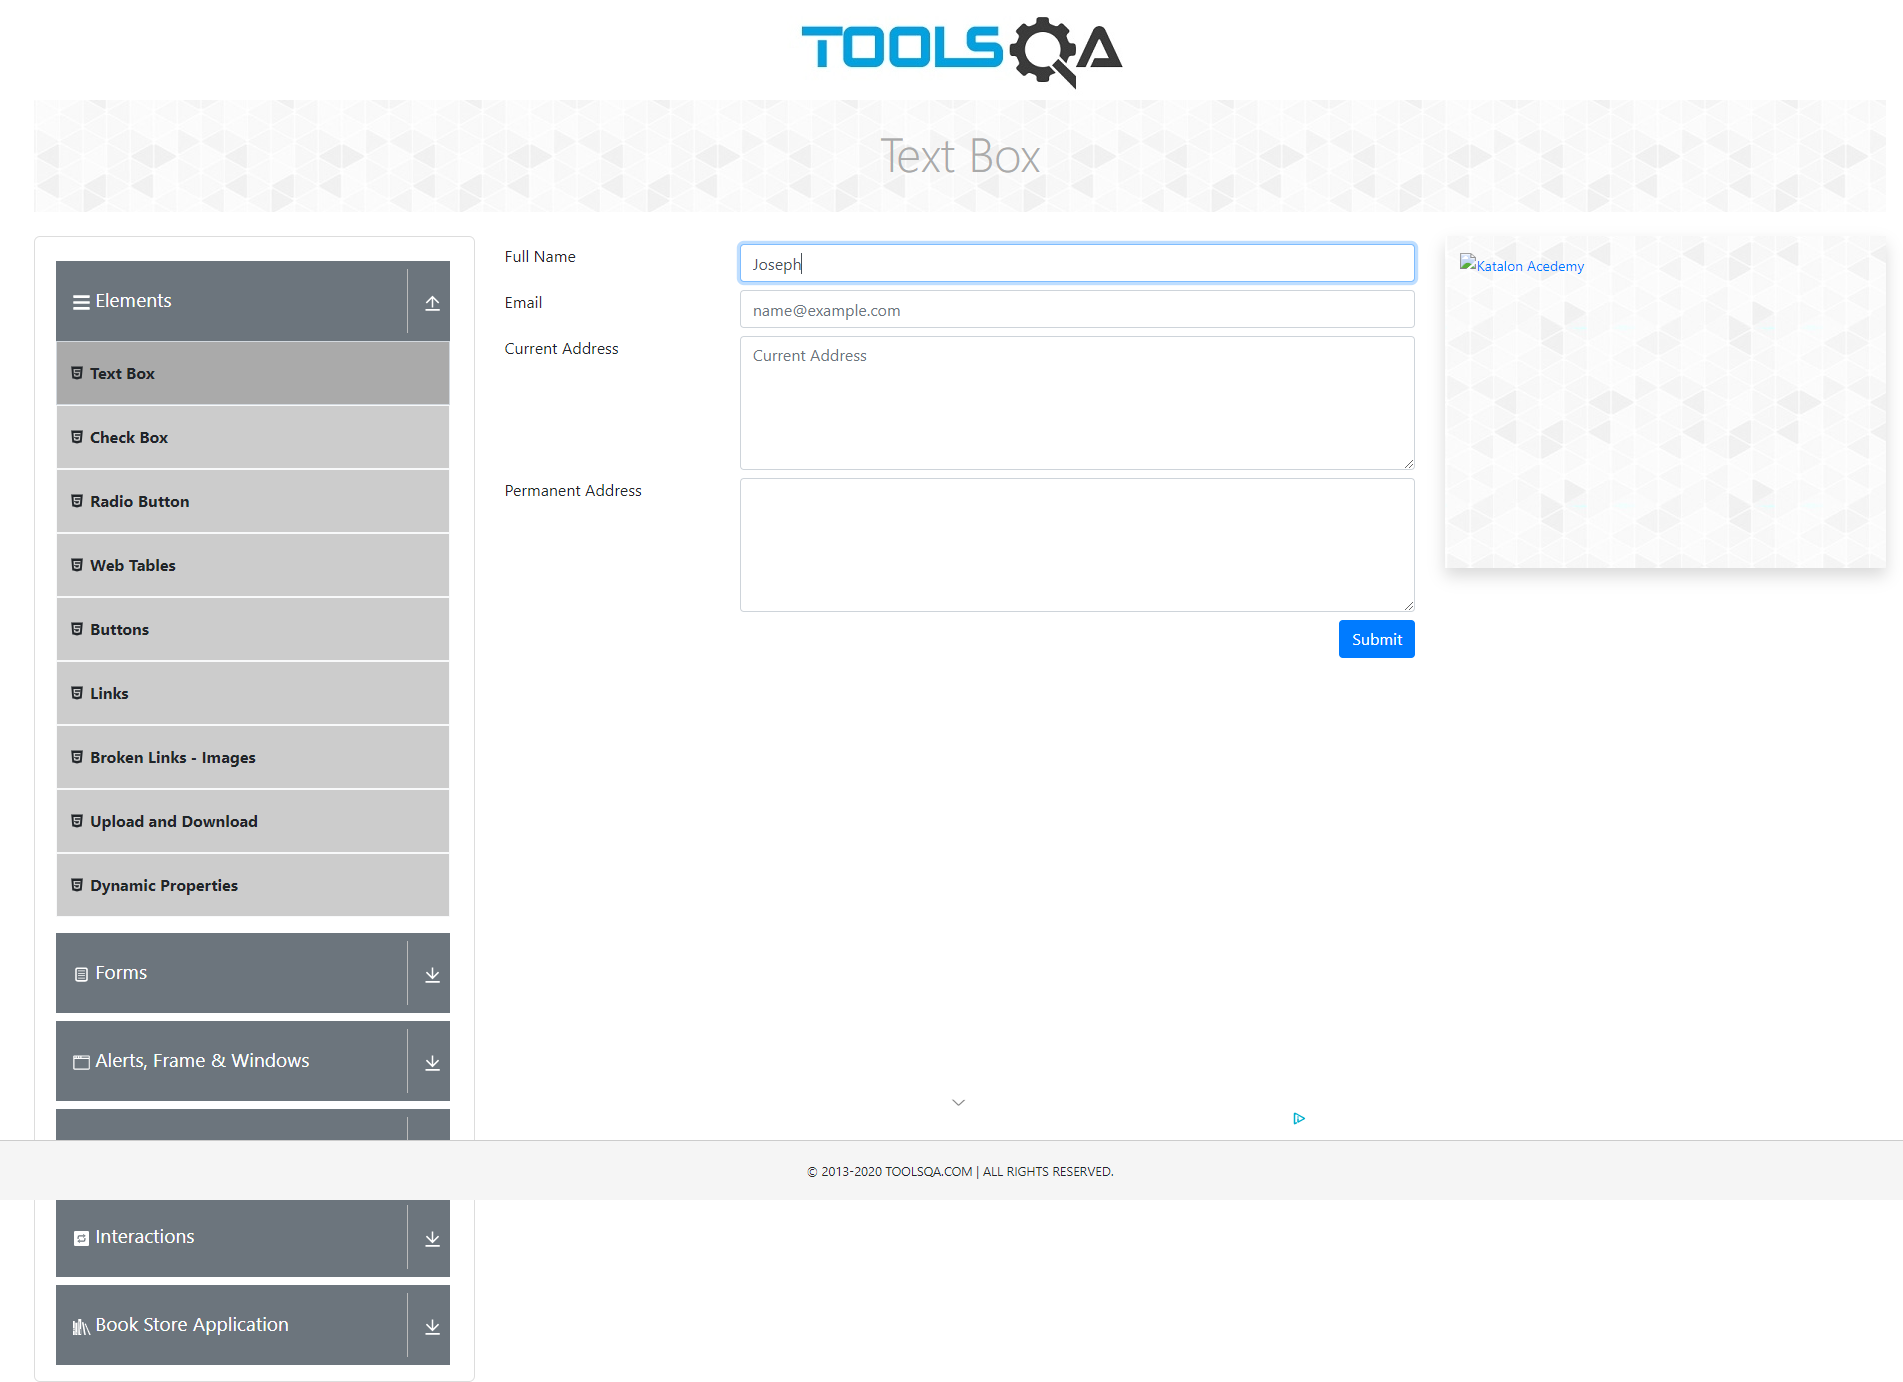 TOOLSQA
Text Box
Elements
Text Box
Check Box
Radio Button
Web Tables
Buttons
Links
Broken Links - Images
Upload and Download
Dynamic Properties
Forms
Alerts, Frame & Windows
Interactions
Book Store Application
Full Name
Joseph
Email
name@example.com
Current Address
Current Address
Permanent Address
Submit
Katalon Acedemy
© 2013-2020 TOOLSQA.COM | ALL RIGHTS RESERVED.